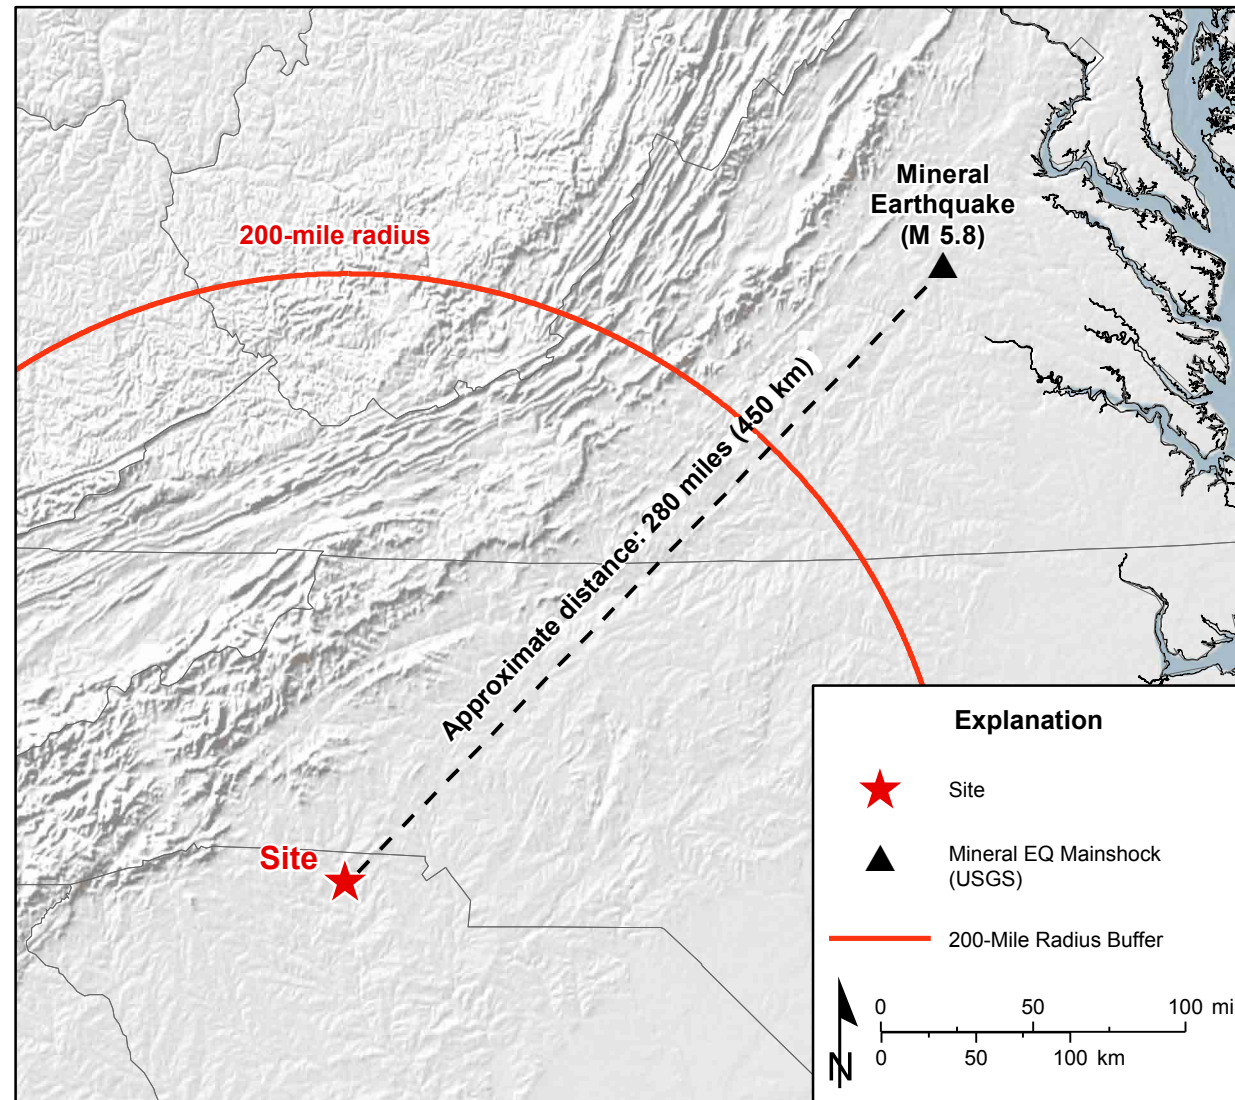 Mineral
Earthquake
(M 5.8)
200-mile radius
Approximate distance: 280 miles (450 km)
Site
Explanation
Site
Mineral EQ Mainshock
(USGS)
200-Mile Radius Buffer
0 50 100 mi
0 50 100 km
N